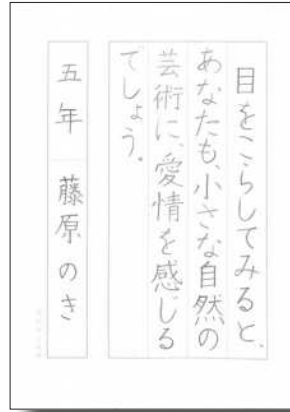 目をこらしてみると、
あなたも、小さな自然の
芸術に、愛情を感じる
でしょう。
五年 藤原のき